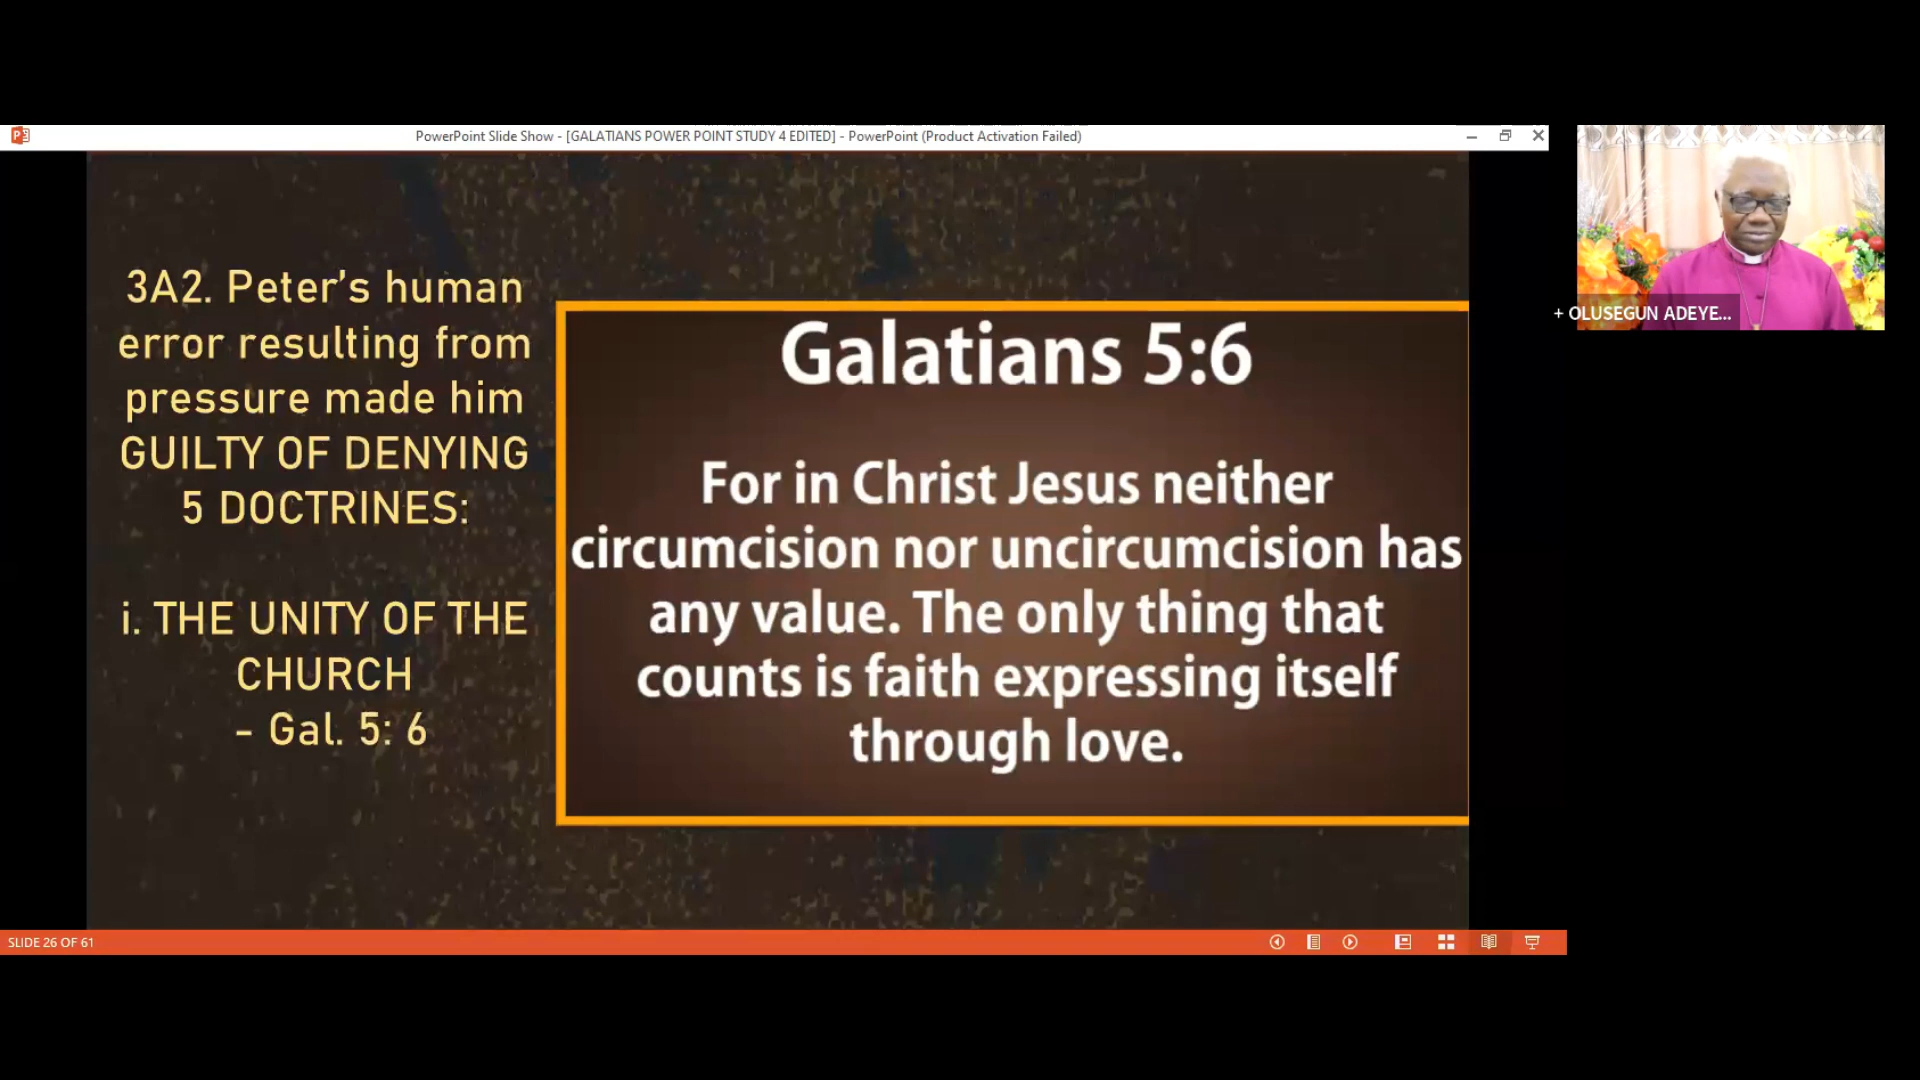 PowerPoint Slide Show - [GALATIANS POWER POINT STUDY 4 EDITED] - PowerPoint (Product Activation Failed)
3A2. Peter's human
error resulting from
pressure made him
GUILTY OF DENYING
5 DOCTRINES:
i. THE UNITY OF THE
CHURCH
- Gal. 5: 6
Galatians 5:6
For in Christ Jesus neither
circumcision nor uncircumcision has
any value. The only thing that
counts is faith expressing itself
through love.
+ OLUSEGUN ADEYE...
SLIDE 26 OF 61